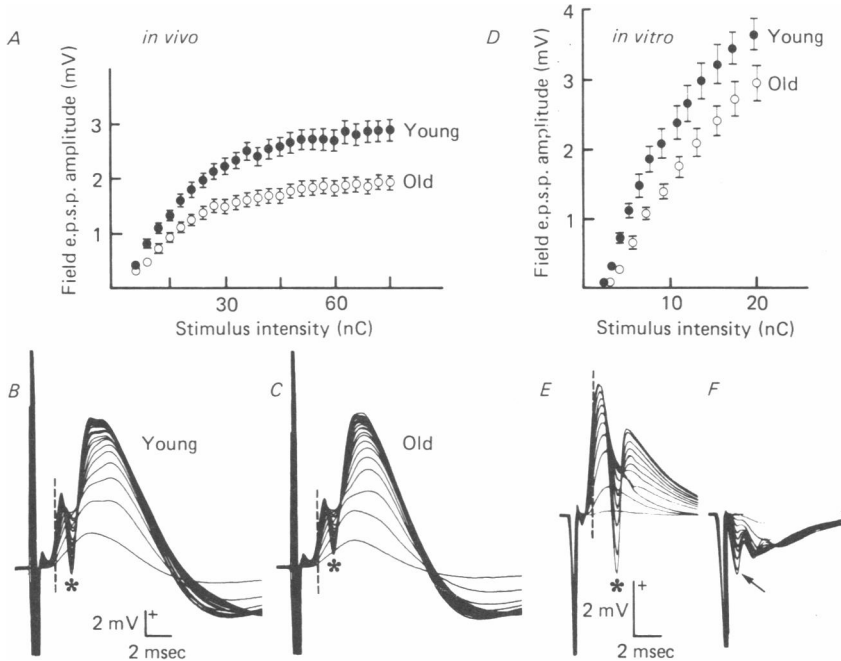 A
in vivo
Field e.p.s.p. amplitude (mV)
3
2
1
Young
Old
30
60
Stimulus intensity (nC)
D
in vitro
Field e.p.s.p. amplitude (mV)
4
3
2
1
Young
Old
10
20
Stimulus intensity (nC)
B
Young
*
2 mV
+
2 msec
C
Old
*
E
*
2 mV
+
2 msec
F